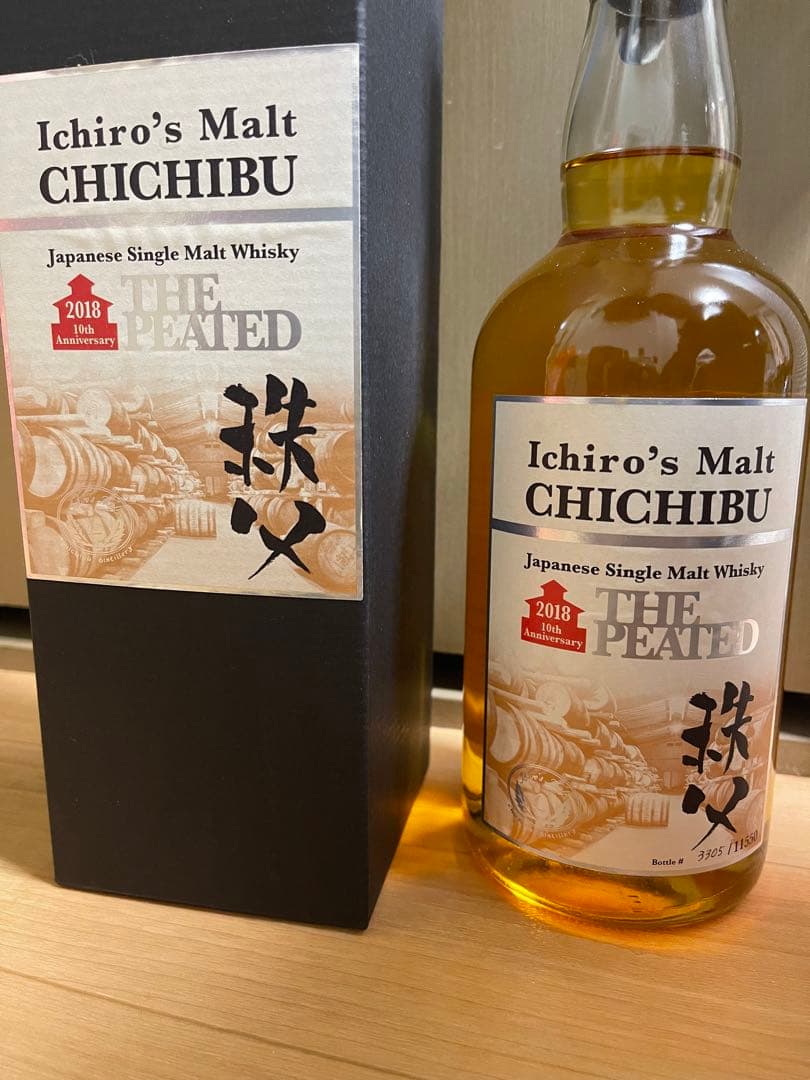 Ichiro's Malt
CHICHIBU
Japanese Single Malt Whisky
2018
10th
Anniversary
THE
PEATED
秩父
Ichiro's Malt
CHICHIBU
Japanese Single Malt Whisky
2018
10th
Anniversary
THE
PEATED
秩父
distillery
Bottle # 3305 /11550